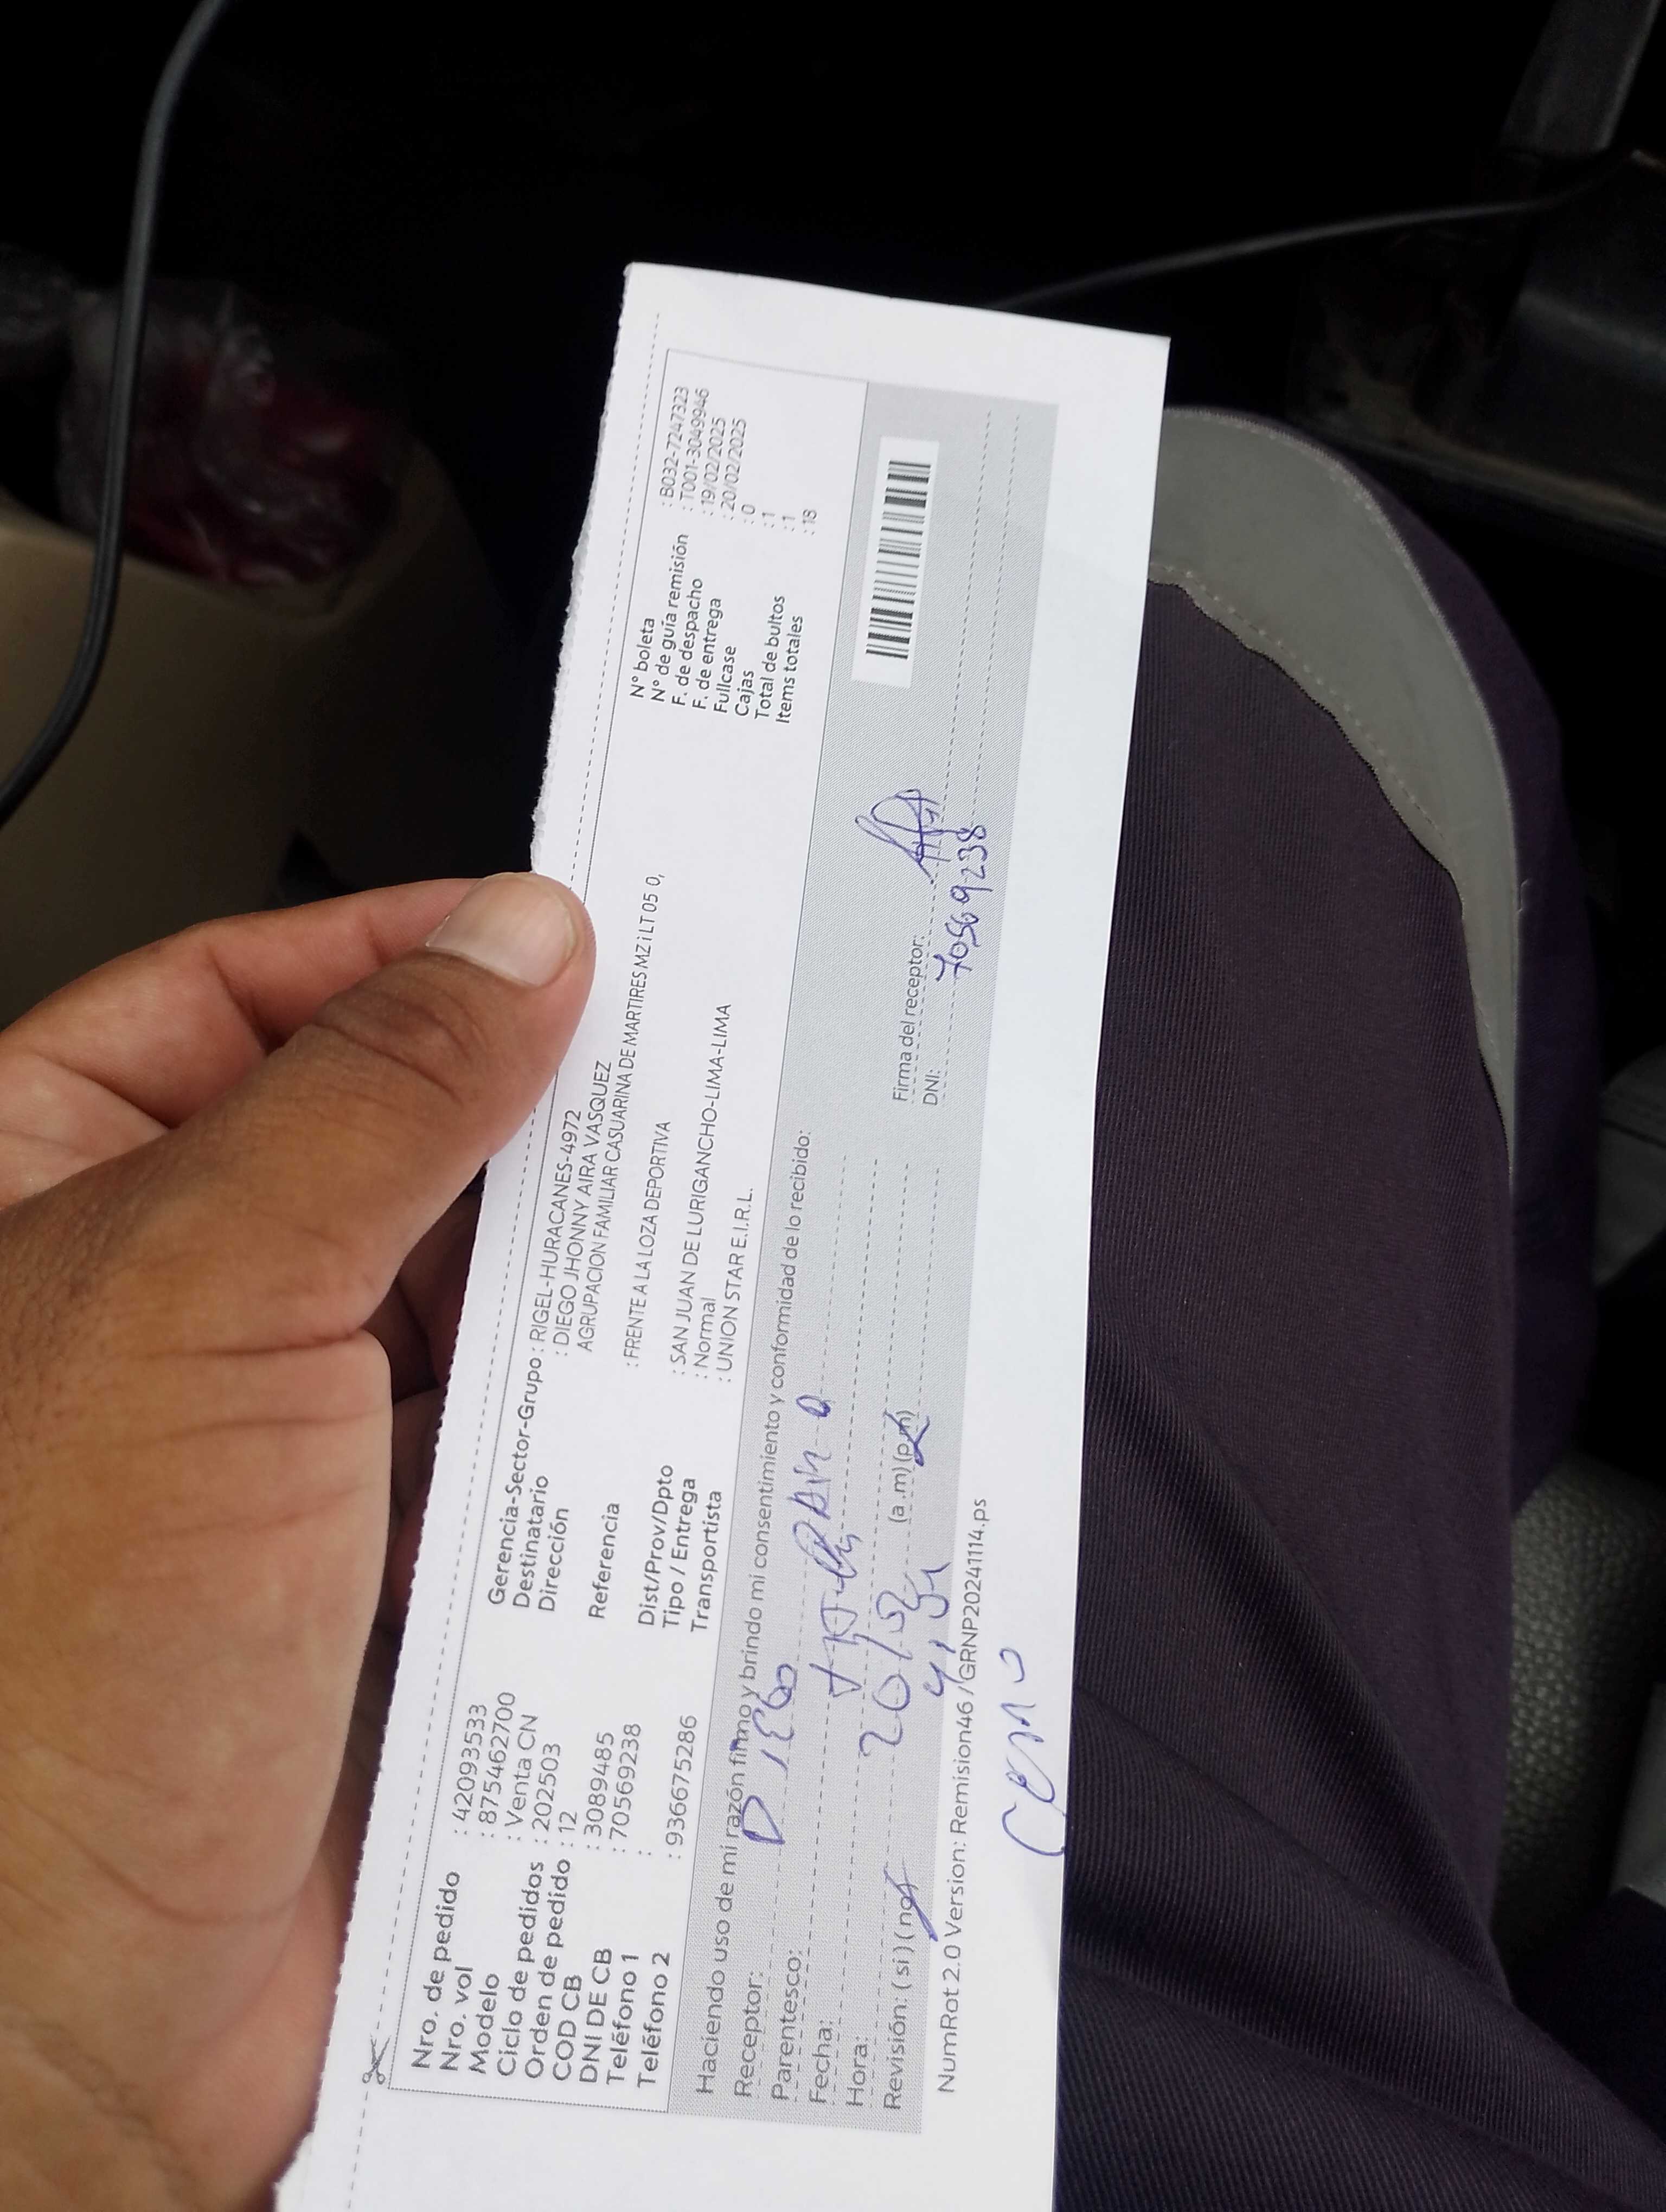 Nro. de pedido : 42093533
Nro. vol : 8754627​00
Modelo : Venta CN
Ciclo de pedidos : 202503
Orden de pedido : 12
COD CB : 3089485
DNI DE CB : 70569238
Teléfono 1 :
Teléfono 2 : 936675286
Gerencia-Sector-Grupo : RIGEL-HURACANES-4972
Destinatario : DIEGO JHONNY AIRA VASQUEZ
Dirección AGRUPACION FAMILIAR CASUARINA DE MARTIRES MZ i LT 05 0,
Referencia : FRENTE A LA LOZA DEPORTIVA
Dist/Prov/Dpto : SAN JUAN DE LURIGANCHO-LIMA-LIMA
Tipo / Entrega : Normal
Transportista : UNION STAR E.I.R.L.
N° boleta : B032-7247323
N° de guía remisión : T001-3049946
F. de despacho : 19/02/2025
F. de entrega : 20/02/2025
Fullcase : 0
Cajas : 1
Total de bultos : 1
Items totales : 18
Haciendo uso de mi razón firmo y brindo mi consentimiento y conformidad de lo recibido:
Receptor: DIEGO
Parentesco:
Fecha:
Hora: (a.m) (p.m)
Revisión: (si) (no)
Firma del receptor:
DNI: 70569238
NumRot 2.0 Version: Remision46 /GRNP20241114.ps